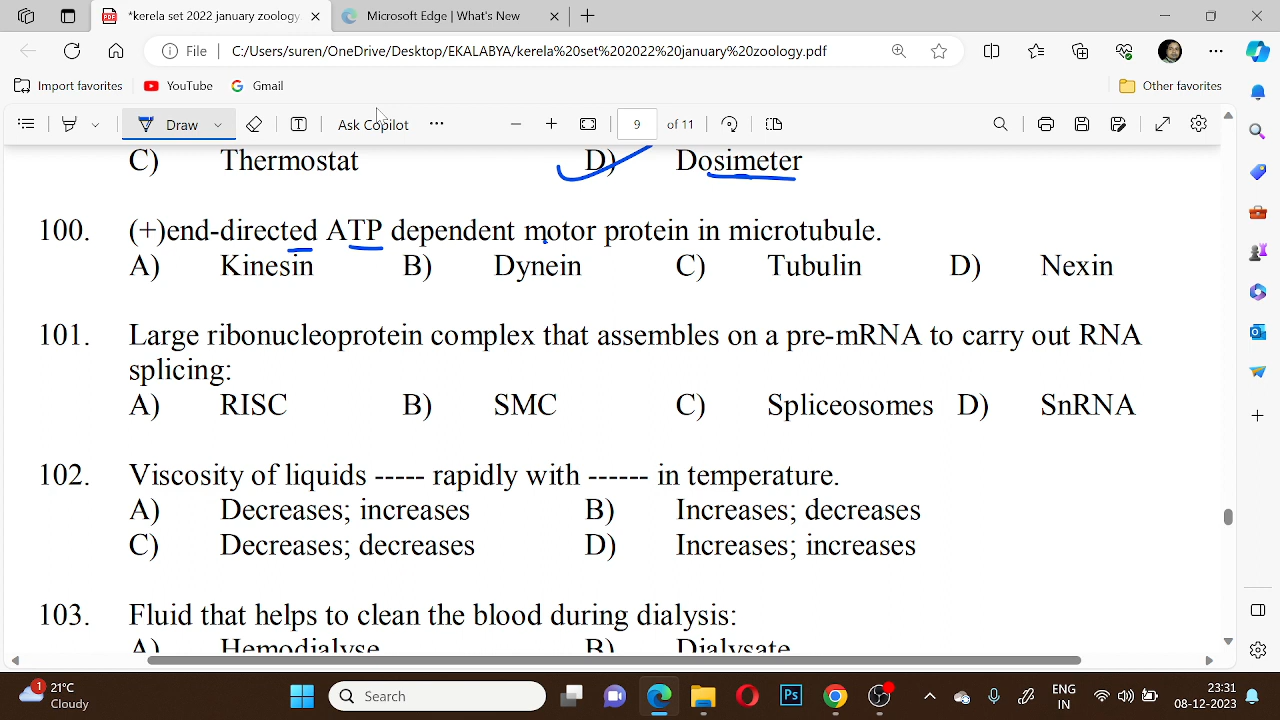 *kerela set 2022 january zoology
Microsoft Edge | What's New
File
C:/Users/suren/OneDrive/Desktop/EKALABYA/kerela%20set%202022%20january%20zoology.pdf
Import favorites
YouTube
Gmail
Other favorites
Draw
Ask Copilot
9
of 11
C) Thermostat D) Dosimeter
100. (+)end-directed ATP dependent motor protein in microtubule.
A) Kinesin B) Dynein C) Tubulin D) Nexin
101. Large ribonucleoprotein complex that assembles on a pre-mRNA to carry out RNA
splicing:
A) RISC B) SMC C) Spliceosomes D) SnRNA
102. Viscosity of liquids ----- rapidly with ------ in temperature.
A) Decreases; increases B) Increases; decreases
C) Decreases; decreases D) Increases; increases
103. Fluid that helps to clean the blood during dialysis:
A) Hemodialyse B) Dialysate
1
21°C
Cloudy
Search
Ps
ENG
IN
23:31
08-12-2023